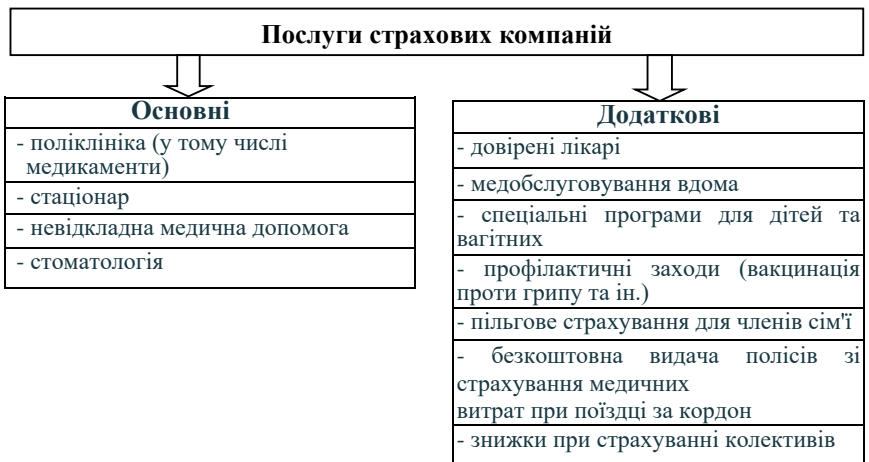 Послуги страхових компаній
Основні
- поліклініка (у тому числі
медикаменти)
- стаціонар
- невідкладна медична допомога
- стоматологія
Додаткові
- довірені лікарі
- медобслуговування вдома
- спеціальні програми для дітей та
вагітних
- профілактичні заходи (вакцинація
проти грипу та ін.)
- пільгове страхування для членів сім'ї
- безкоштовна видача полісів зі
страхування медичних
витрат при поїздці за кордон
- знижки при страхуванні колективів